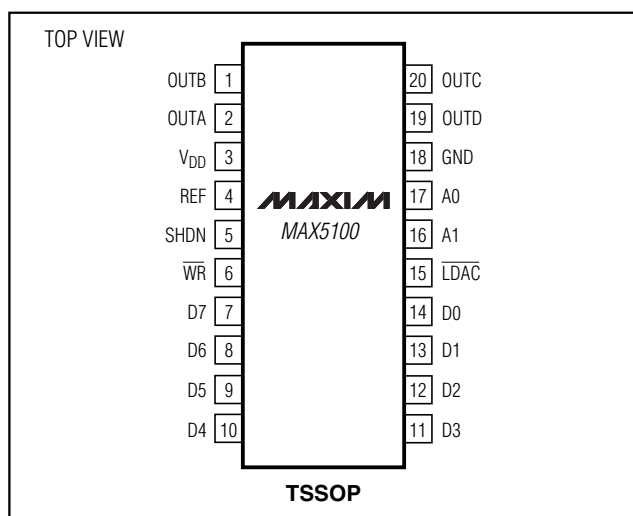 TOP VIEW
OUTB 1
OUTA 2
VDD 3
REF 4
SHDN 5
WR 6
D7 7
D6 8
D5 9
D4 10
MAXIM
MAX5100
20 OUTC
19 OUTD
18 GND
17 A0
16 A1
15 LDAC
14 D0
13 D1
12 D2
11 D3
TSSOP